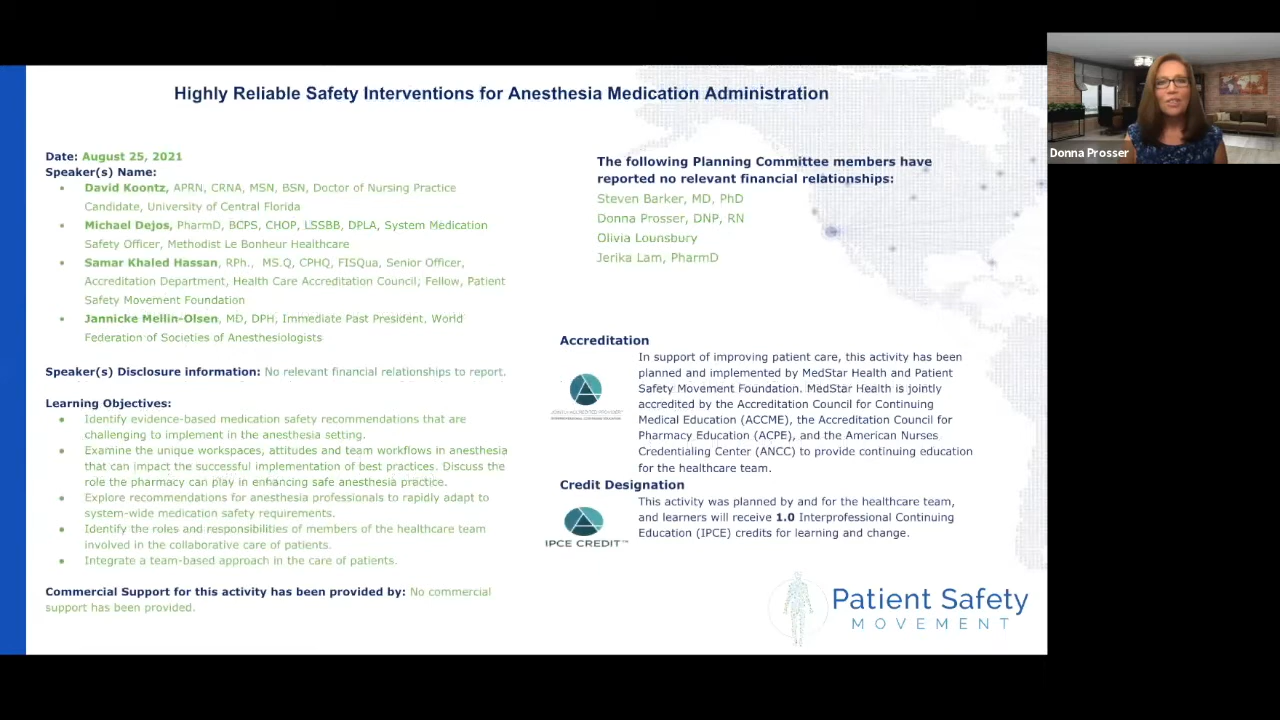 Highly Reliable Safety Interventions for Anesthesia Medication Administration
Date: August 25, 2021
Speaker(s) Name:
David Koontz, APRN, CRNA, MSN, BSN, Doctor of Nursing Practice
Candidate, University of Central Florida
Michael Dejos, PharmD, BCPS, CHOP, LSSBB, DPLA, System Medication
Safety Officer, Methodist Le Bonheur Healthcare
Samar Khaled Hassan, RPh., MS.Q, CPHQ, FISQua, Senior Officer,
Accreditation Department, Health Care Accreditation Council; Fellow, Patient
Safety Movement Foundation
Jannicke Mellin-Olsen, MD, DPH, Immediate Past President, World
Federation of Societies of Anesthesiologists
Speaker(s) Disclosure information: No relevant financial relationships to report.
Learning Objectives:
Identify evidence-based medication safety recommendations that are
challenging to implement in the anesthesia setting.
Examine the unique workspaces, attitudes and team workflows in anesthesia
that can impact the successful implementation of best practices. Discuss the
role the pharmacy can play in enhancing safe anesthesia practice.
Explore recommendations for anesthesia professionals to rapidly adapt to
system-wide medication safety requirements.
Identify the roles and responsibilities of members of the healthcare team
involved in the collaborative care of patients.
Integrate a team-based approach in the care of patients.
Commercial Support for this activity has been provided by: No commercial
support has been provided.
The following Planning Committee members have
reported no relevant financial relationships:
Steven Barker, MD, PhD
Donna Prosser, DNP, RN
Olivia Lounsbury
Jerika Lam, PharmD
Accreditation
In support of improving patient care, this activity has been
planned and implemented by MedStar Health and Patient
Safety Movement Foundation. MedStar Health is jointly
accredited by the Accreditation Council for Continuing
Medical Education (ACCME), the Accreditation Council for
Pharmacy Education (ACPE), and the American Nurses
Credentialing Center (ANCC) to provide continuing education
for the healthcare team.
Credit Designation
This activity was planned by and for the healthcare team,
and learners will receive 1.0 Interprofessional Continuing
Education (IPCE) credits for learning and change.
IPCE CREDIT™
Patient Safety
MOVEMENT
Donna Prosser